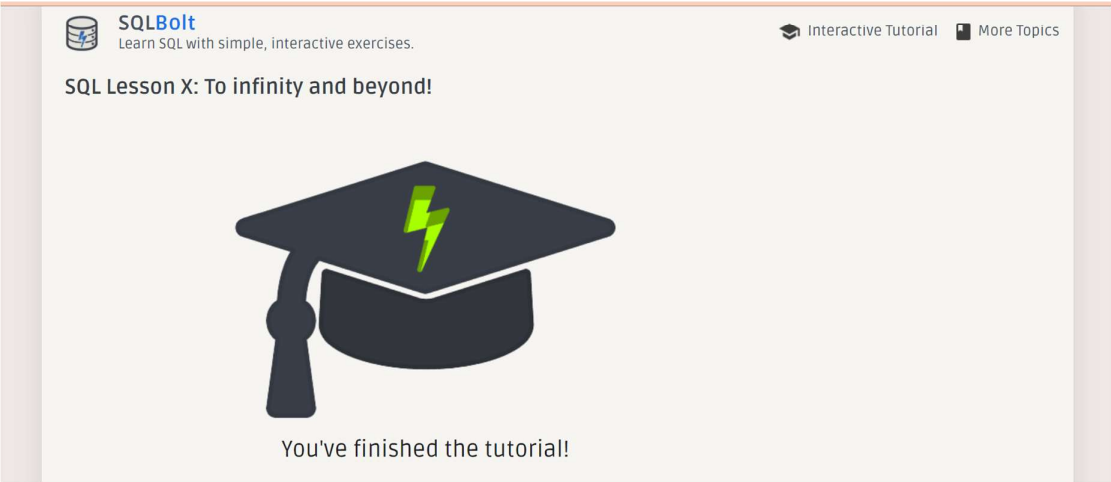 SQLBolt
Learn SQL with simple, interactive exercises.
Interactive Tutorial
More Topics
SQL Lesson X: To infinity and beyond!
You've finished the tutorial!